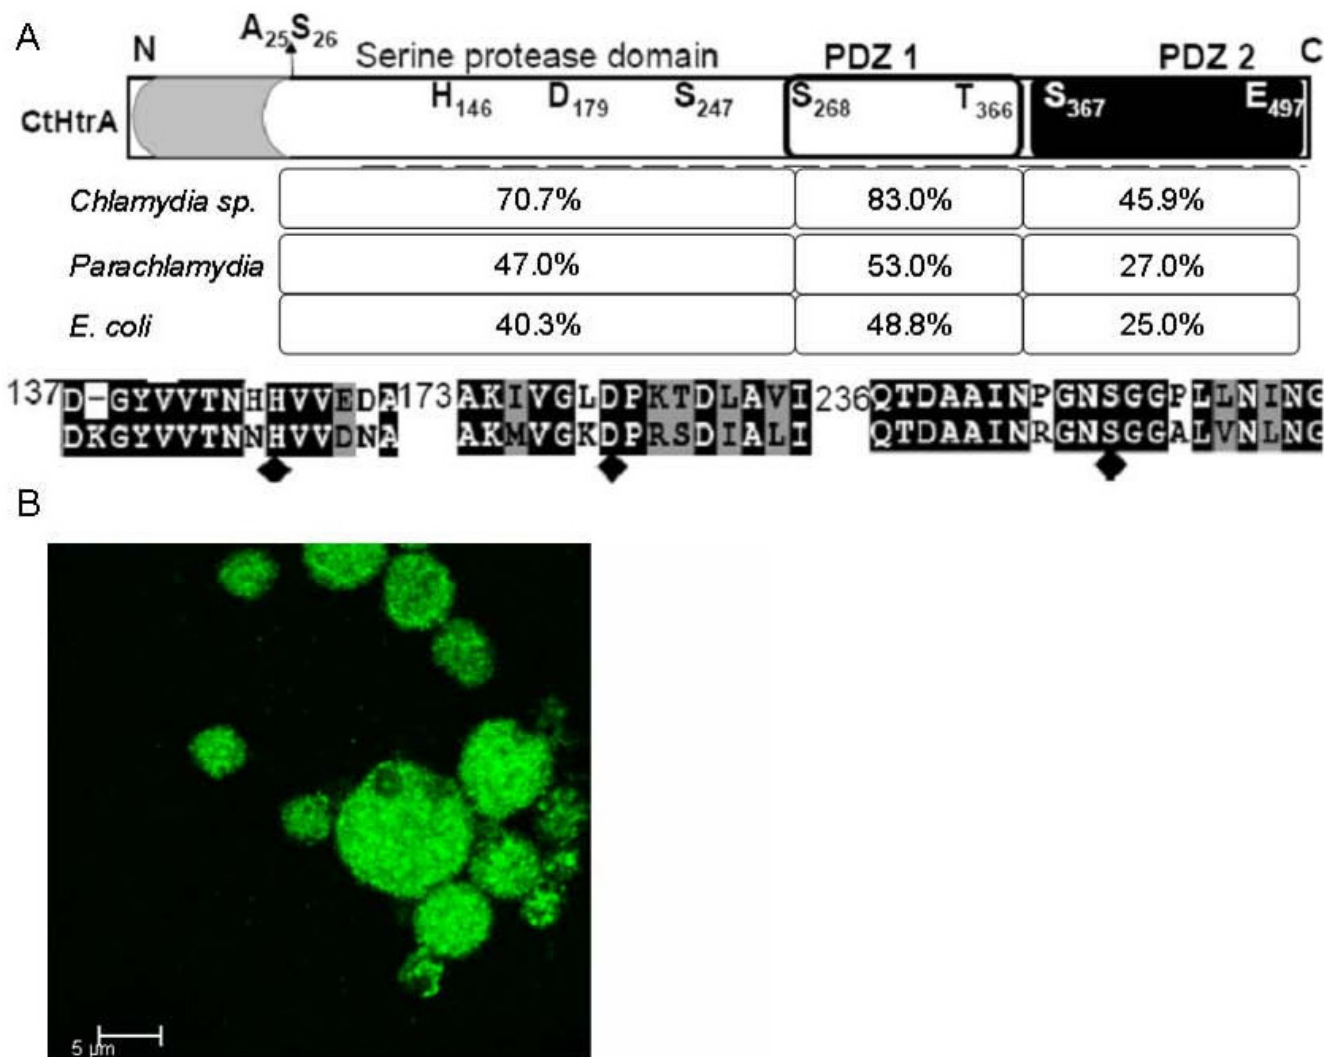 A
N A25S26 Serine protease domain PDZ 1 PDZ 2 C
CtHtrA H146 D179 S247 S268 T366 S367 E497
Chlamydia sp. 70.7% 83.0% 45.9%
Parachlamydia 47.0% 53.0% 27.0%
E. coli 40.3% 48.8% 25.0%
137 D-GYVVTNHHVVEDA 173 AKIVGLDPKTDLAVI 236 QTDAAINPGNSGGPLLNING
DKGYVVTNNHVVDNA AKMVGKDPRSDIALI QTDAAINRGNSGGALVNLNG
B
5 µm